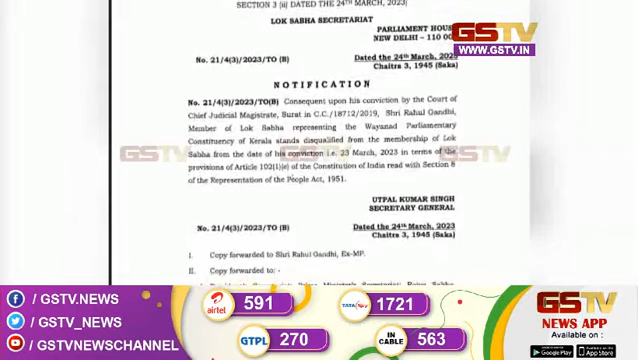 SECTION 3 (ii) DATED THE 24TH MARCH, 2023]
LOK SABHA SECRETARIAT
PARLIAMENT HOUS
NEW DELHI – 110 00
GSTV
WWW.GSTV.IN
No. 21/4(3)/2023/TO (B)
Dated the 24th March, 2023
Chaitra 3, 1945 (Saka)
NOTIFICATION
No. 21/4(3)/2023/TO(B) Consequent upon his conviction by the Court of
Chief Judicial Magistrate, Surat in C.C./18712/2019, Shri Rahul Gandhi,
Member of Lok Sabha representing the Wayanad Parliamentary
Constituency of Kerala stands disqualified from the membership of Lok
Sabha from the date of his conviction i.e. 23 March, 2023 in terms of the
provisions of Article 102(1)(e) of the Constitution of India read with Section 8
of the Representation of the People Act, 1951.
GSTV GSTV GSTV
UTPAL KUMAR SINGH
SECRETARY GENERAL
No. 21/4(3)/2023/TO (B)
Dated the 24th March, 2023
Chaitra 3, 1945 (Saka)
I. Copy forwarded to Shri Rahul Gandhi, Ex-MP.
II. Copy forwarded to: -
/ GSTV.NEWS
/ GSTV_NEWS
/ GSTVNEWSCHANNEL
airtel 591
TATA Play 1721
GTPL 270
IN CABLE 563
GSTV
NEWS APP
Available on :
Google Play
App Store